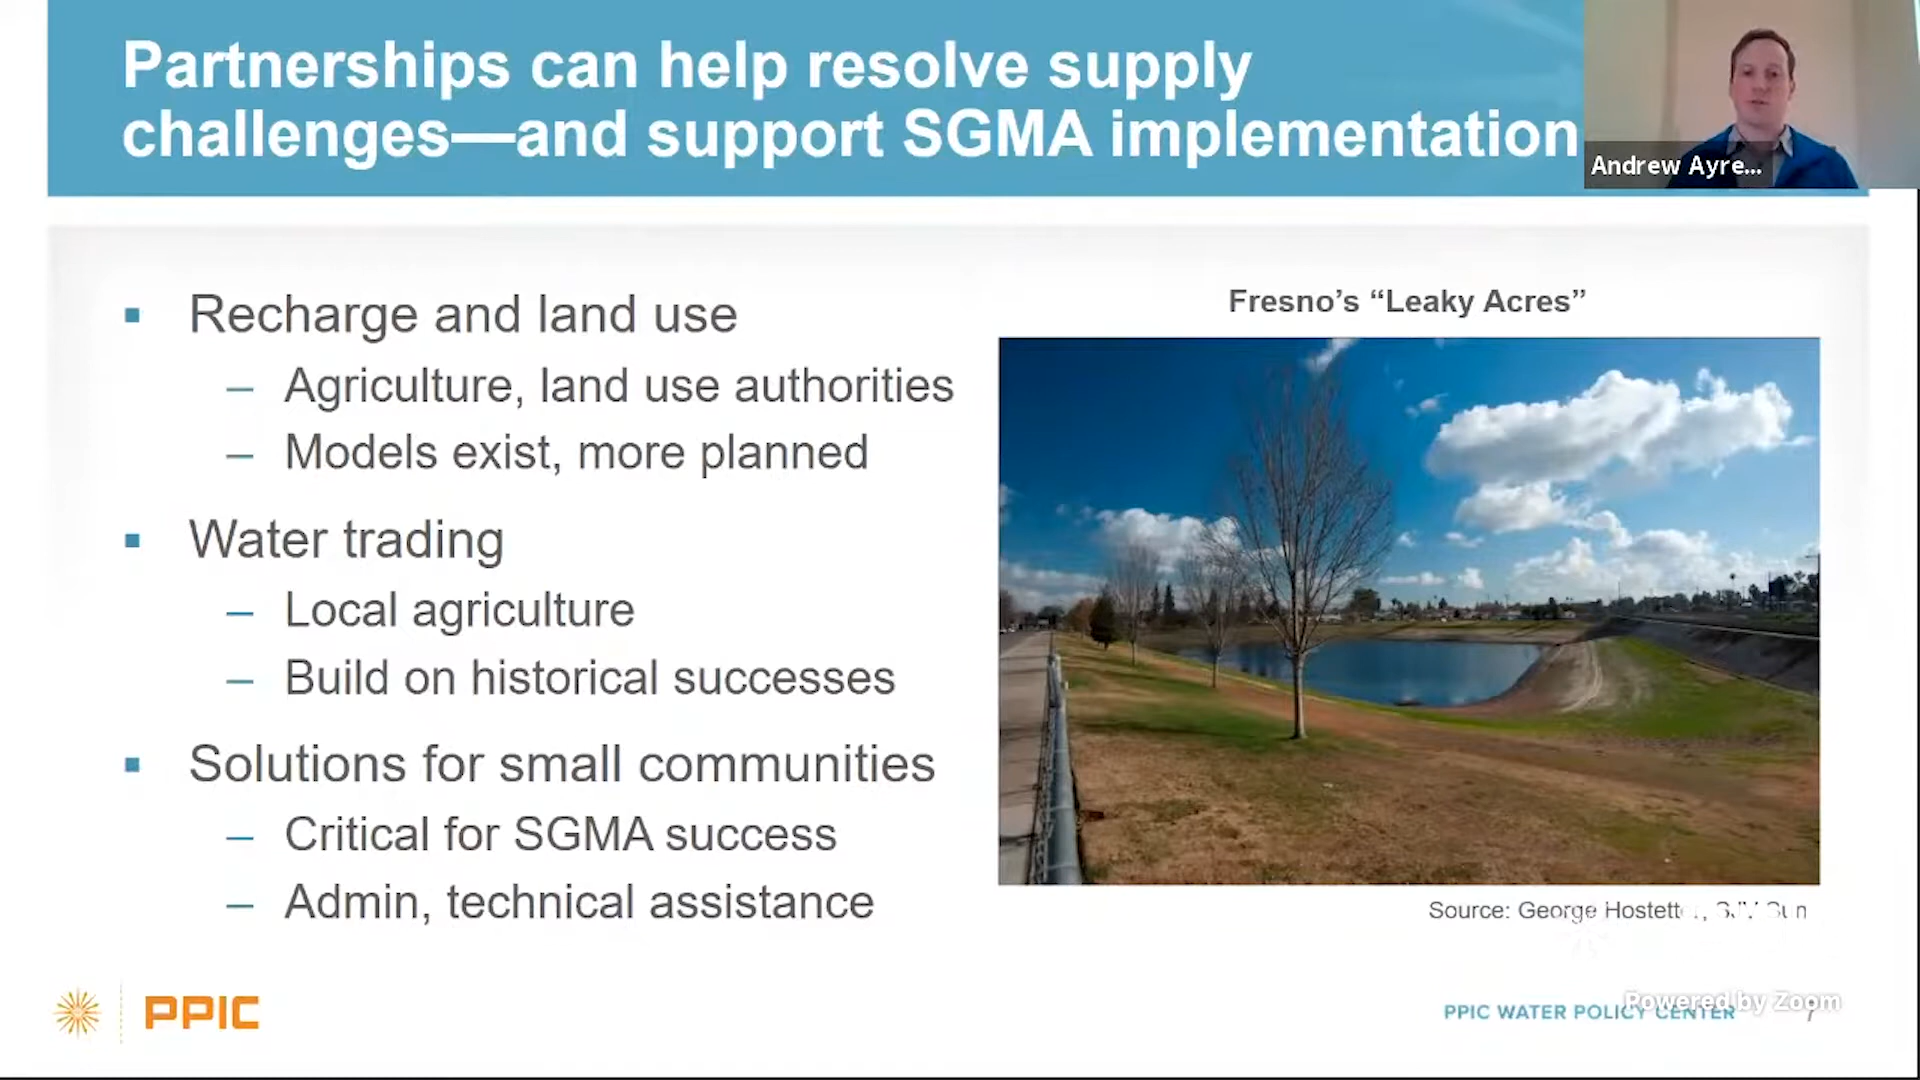 Partnerships can help resolve supply
challenges—and support SGMA implementation
Andrew Ayre...
▪ Recharge and land use
– Agriculture, land use authorities
– Models exist, more planned
▪ Water trading
– Local agriculture
– Build on historical successes
▪ Solutions for small communities
– Critical for SGMA success
– Admin, technical assistance
Fresno’s “Leaky Acres”
Source: George Sun
PPIC
PPIC WATER POLICY CENTER
Powered by Zoom
7